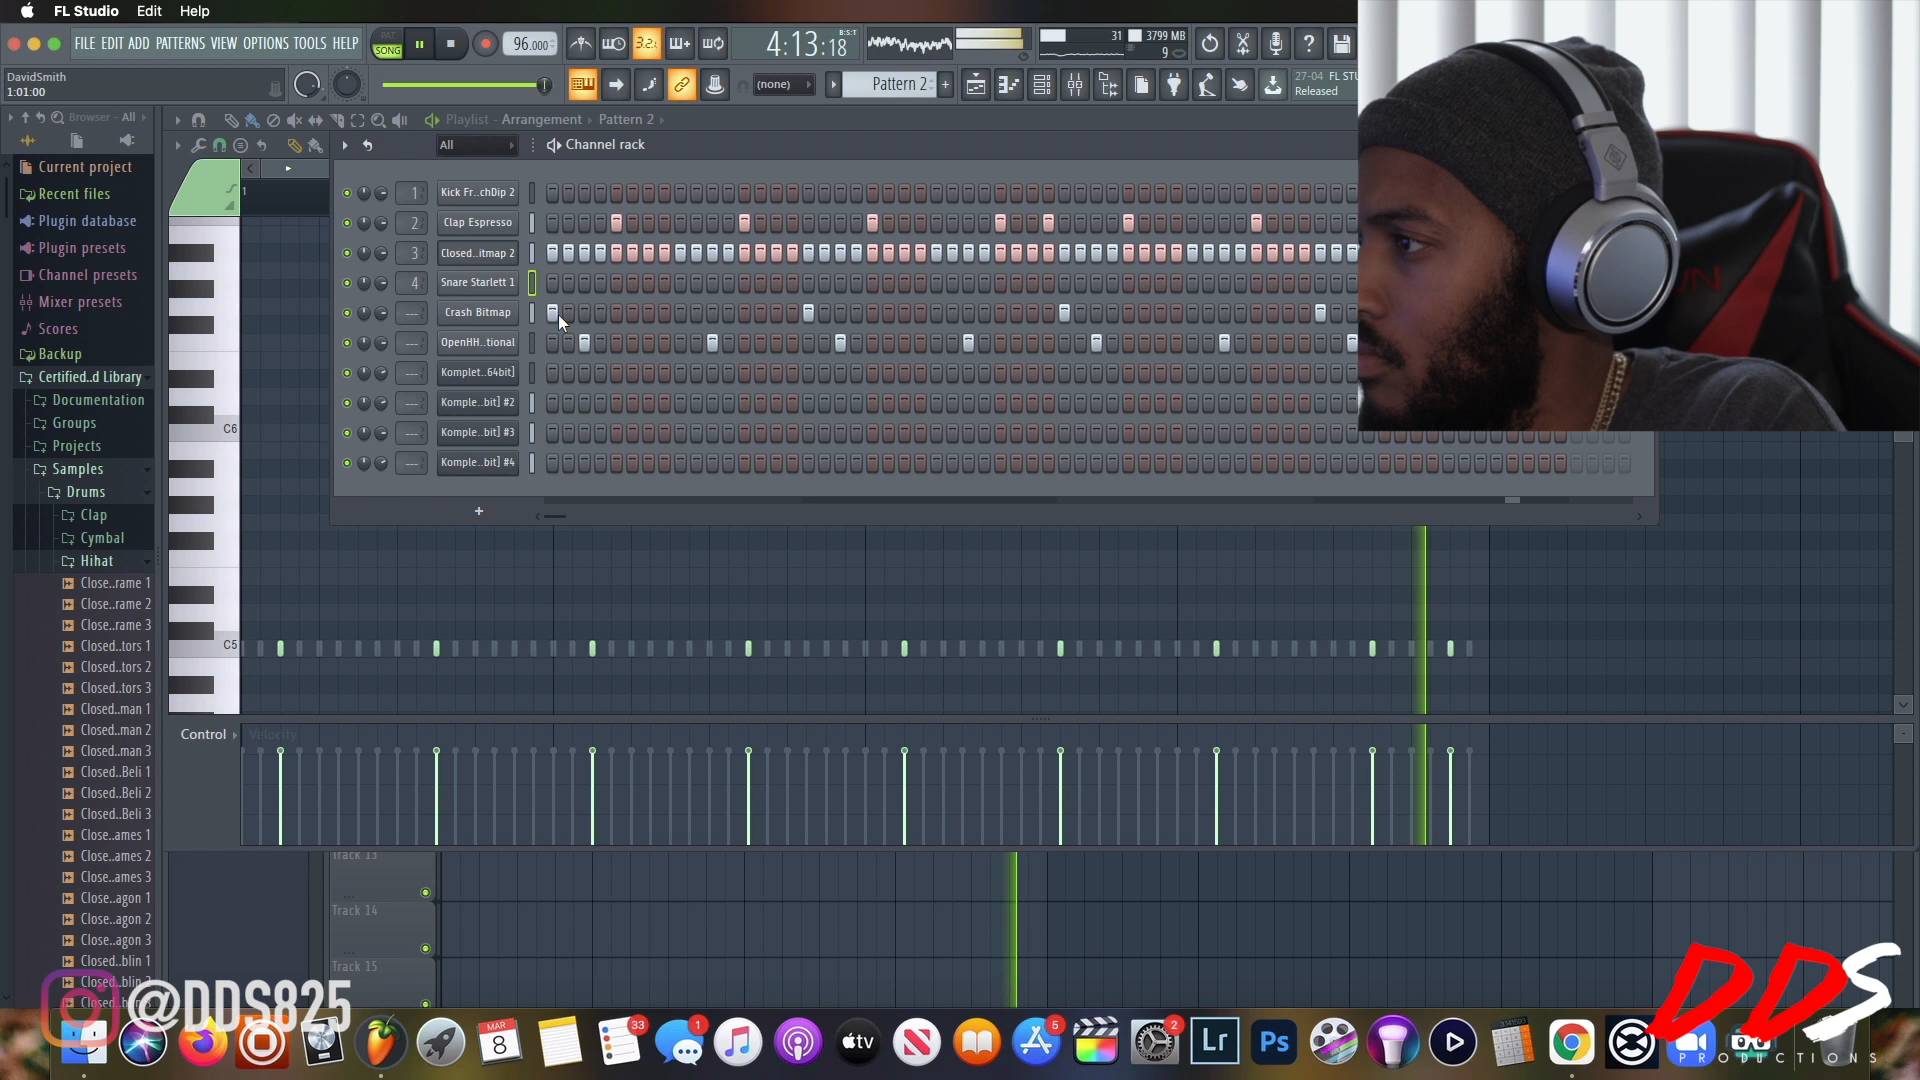 FL Studio Edit Help
FILE EDIT ADD PATTERNS VIEW OPTIONS TOOLS HELP
PAT
SONG
96.000
3.2.
4:13:18
B:S:T
31
3799 MB
9
DavidSmith
1:01:00
(none)
Pattern 2
27-04 FL STU
Released
Browser - All
Playlist - Arrangement Pattern 2
All
Channel rack
Current project
Recent files
Plugin database
Plugin presets
Channel presets
Mixer presets
Scores
Backup
Certified..d Library
Documentation
Groups
Projects
Samples
Drums
Clap
Cymbal
Hihat
Close..rame 1
Close..rame 2
Close..rame 3
Closed..tors 1
Closed..tors 2
Closed..tors 3
Closed..man 1
Closed..man 2
Closed..man 3
Closed..Beli 1
Closed..Beli 2
Closed..Beli 3
Close..ames 1
Close..ames 2
Close..ames 3
Close..agon 1
Close..agon 2
Close..agon 3
Closed..blin 1
1
1 Kick Fr..chDip 2
2 Clap Espresso
3 Closed..itmap 2
4 Snare Starlett 1
--- Crash Bitmap
--- OpenHH..tional
--- Komplet..64bit]
--- Komple..bit] #2
--- Komple..bit] #3
--- Komple..bit] #4
C6
C5
Control
Velocity
Track 13
Track 14
Track 15
@DDS825
DDS
PRODUCTIONS
MAR
8
33
1
tv
5
2
Lr
Ps